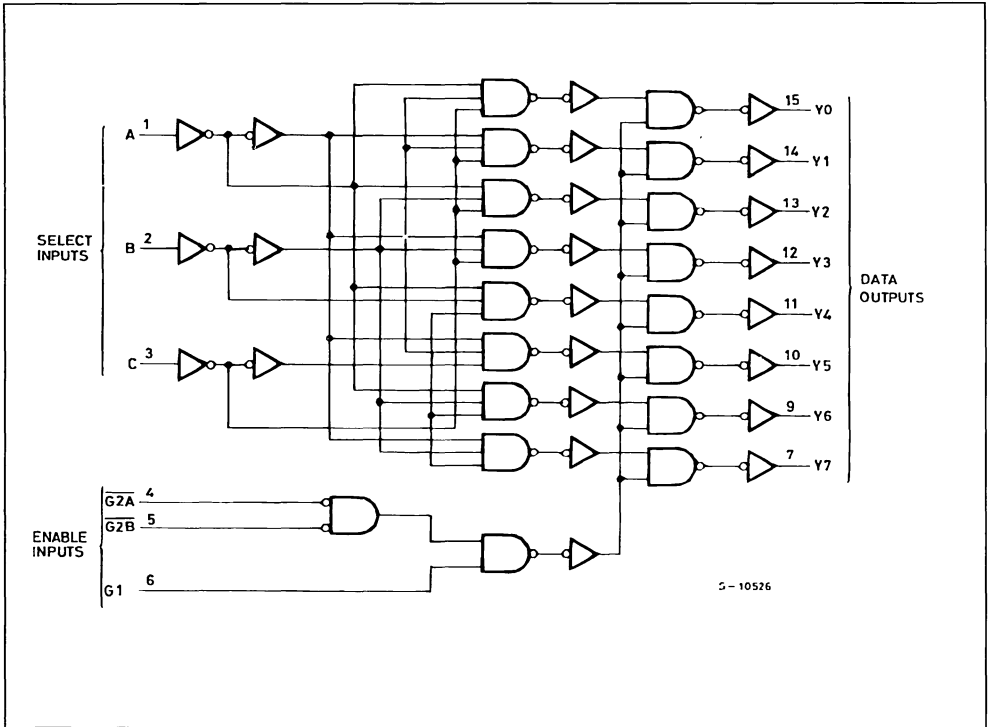 15 Y0
A 1
14 Y1
13 Y2
SELECT
INPUTS
B 2
12 Y3
DATA
OUTPUTS
11 Y4
C 3
10 Y5
9 Y6
7 Y7
G2A 4
G2B 5
ENABLE
INPUTS
G1 6
S-10526